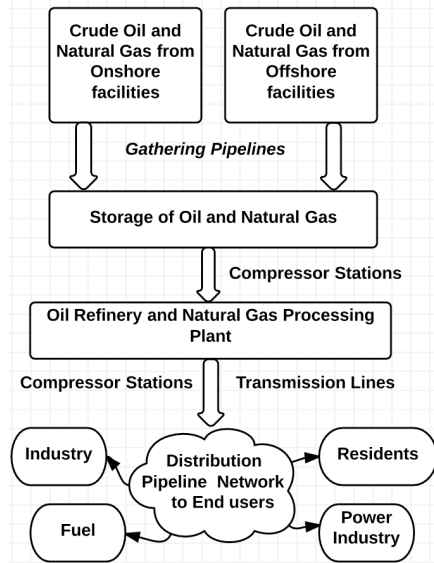 Crude Oil and
Natural Gas from
Onshore
facilities
Crude Oil and
Natural Gas from
Offshore
facilities
Gathering Pipelines
Storage of Oil and Natural Gas
Compressor Stations
Oil Refinery and Natural Gas Processing
Plant
Compressor Stations
Transmission Lines
Industry
Distribution
Pipeline Network
to End users
Residents
Fuel
Power
Industry